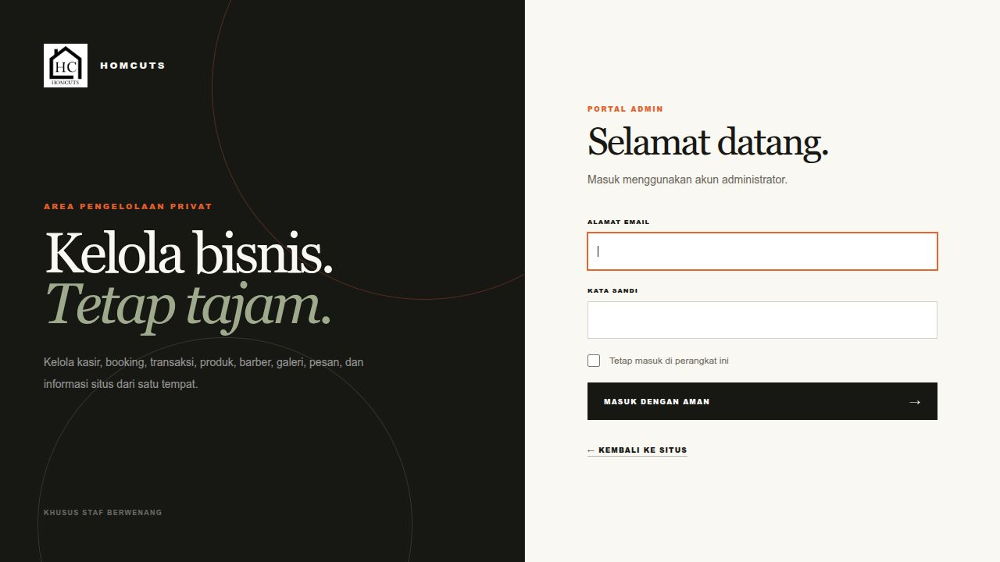 HC
HOMCUTS
HOMCUTS
AREA PENGELOLAAN PRIVAT
Kelola bisnis.
Tetap tajam.
Kelola kasir, booking, transaksi, produk, barber, galeri, pesan, dan
informasi situs dari satu tempat.
KHUSUS STAF BERWENANG
PORTAL ADMIN
Selamat datang.
Masuk menggunakan akun administrator.
ALAMAT EMAIL
KATA SANDI
Tetap masuk di perangkat ini
MASUK DENGAN AMAN →
← KEMBALI KE SITUS